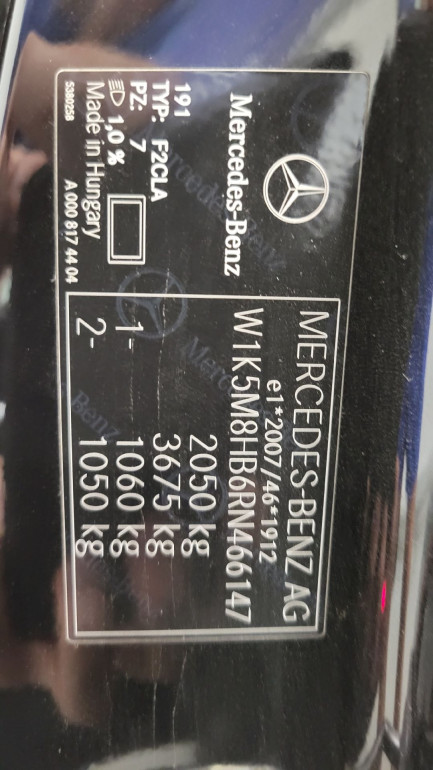 Mercedes-Benz
191
TYP: F2CLA
PZ: 7
1,0 %
Made in Hungary
5380258
A 000 817 44 04
MERCEDES-BENZ AG
e1*2007/46*1912
W1K5M8HB6RN466147
2050 kg
3675 kg
1- 1060 kg
2- 1050 kg